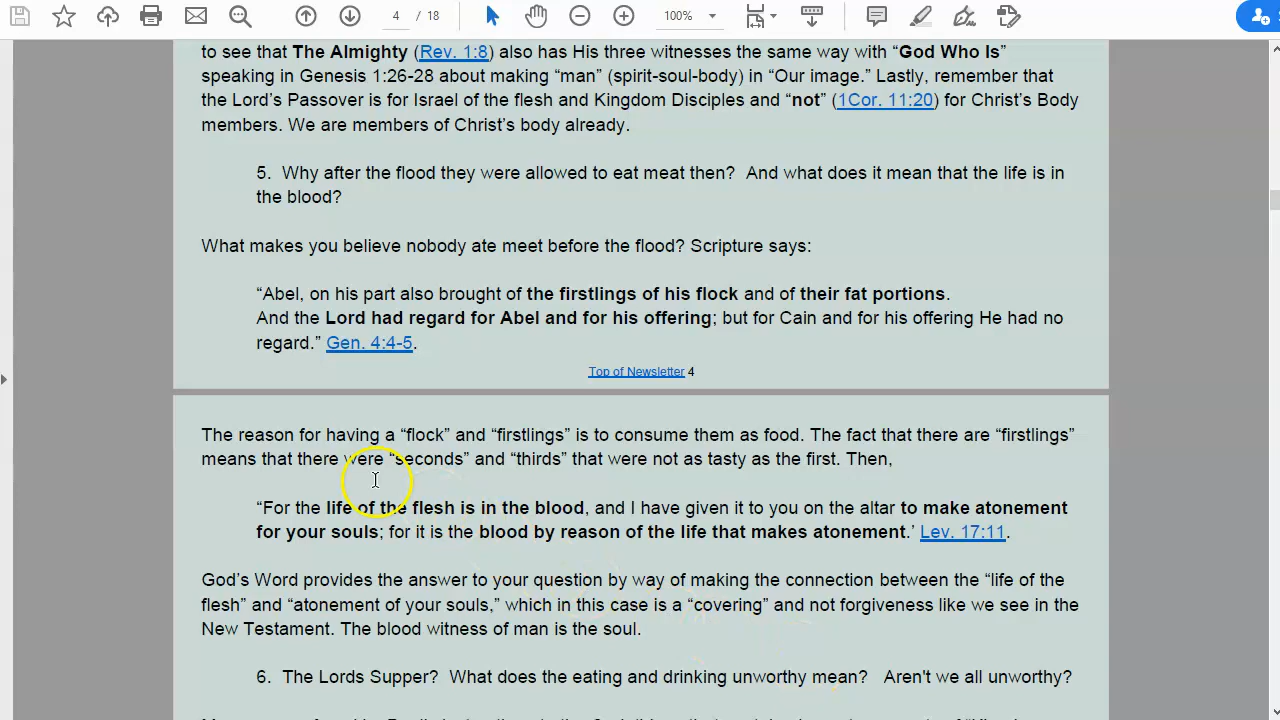 4 / 18 100%
to see that The Almighty (Rev. 1:8) also has His three witnesses the same way with “God Who Is”
speaking in Genesis 1:26-28 about making “man” (spirit-soul-body) in “Our image.” Lastly, remember that
the Lord’s Passover is for Israel of the flesh and Kingdom Disciples and “not” (1Cor. 11:20) for Christ’s Body
members. We are members of Christ’s body already.
5. Why after the flood they were allowed to eat meat then? And what does it mean that the life is in
the blood?
What makes you believe nobody ate meet before the flood? Scripture says:
“Abel, on his part also brought of the firstlings of his flock and of their fat portions.
And the Lord had regard for Abel and for his offering; but for Cain and for his offering He had no
regard.” Gen. 4:4-5.
Top of Newsletter 4
The reason for having a “flock” and “firstlings” is to consume them as food. The fact that there are “firstlings”
means that there were “seconds” and “thirds” that were not as tasty as the first. Then,
“For the life of the flesh is in the blood, and I have given it to you on the altar to make atonement
for your souls; for it is the blood by reason of the life that makes atonement.’ Lev. 17:11.
God’s Word provides the answer to your question by way of making the connection between the “life of the
flesh” and “atonement of your souls,” which in this case is a “covering” and not forgiveness like we see in the
New Testament. The blood witness of man is the soul.
6. The Lords Supper? What does the eating and drinking unworthy mean? Aren't we all unworthy?